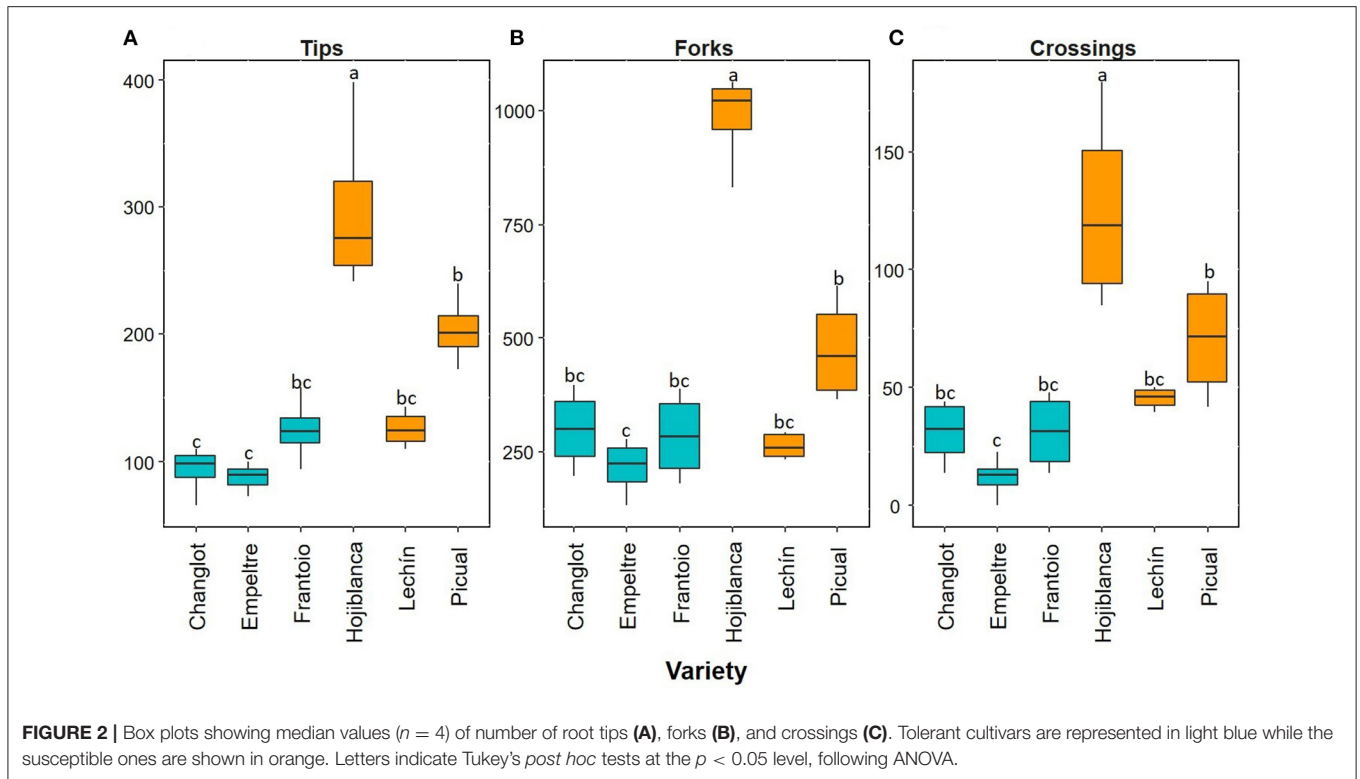 A
Tips
400
300
200
100
c
c
bc
a
bc
b
Changlot
Empeltre
Frantoio
Hojiblanca
Lechín
Picual
B
Forks
1000
750
500
250
bc
c
bc
a
bc
b
Changlot
Empeltre
Frantoio
Hojiblanca
Lechín
Picual
C
Crossings
150
100
50
0
bc
c
bc
a
bc
b
Changlot
Empeltre
Frantoio
Hojiblanca
Lechín
Picual
Variety
FIGURE 2 | Box plots showing median values (n = 4) of number of root tips (A), forks (B), and crossings (C). Tolerant cultivars are represented in light blue while the
susceptible ones are shown in orange. Letters indicate Tukey's post hoc tests at the p < 0.05 level, following ANOVA.